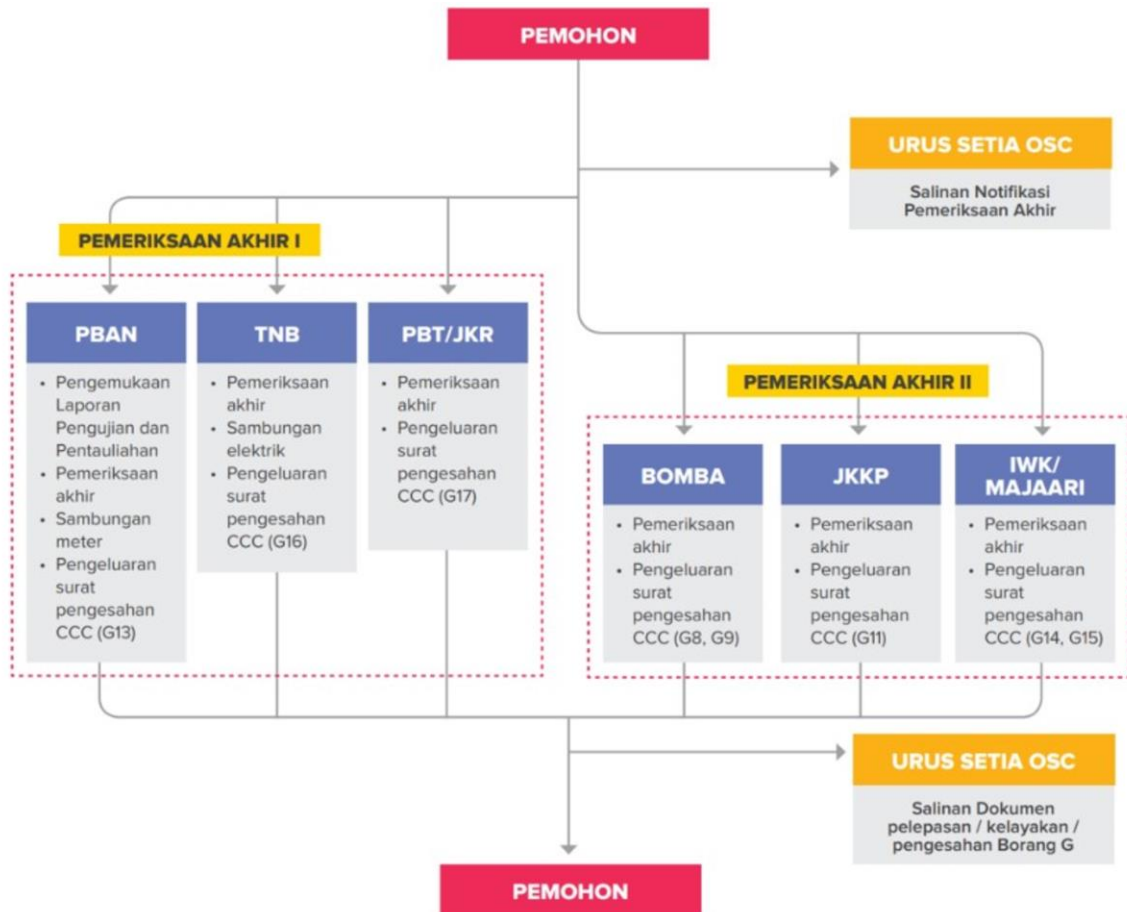 PEMOHON
URUS SETIA OSC
Salinan Notifikasi
Pemeriksaan Akhir
PEMERIKSAAN AKHIR I
PBAN
• Pengemukaan
Laporan
Pengujian dan
Pentauliahan
• Pemeriksaan
akhir
• Sambungan
meter
• Pengeluaran
surat
pengesahan
CCC (G13)
TNB
• Pemeriksaan
akhir
• Sambungan
elektrik
• Pengeluaran
surat
pengesahan
CCC (G16)
PBT/JKR
• Pemeriksaan
akhir
• Pengeluaran
surat
pengesahan
CCC (G17)
PEMERIKSAAN AKHIR II
BOMBA
• Pemeriksaan
akhir
• Pengeluaran
surat
pengesahan
CCC (G8, G9)
JKKP
• Pemeriksaan
akhir
• Pengeluaran
surat
pengesahan
CCC (G11)
IWK/
MAJAARI
• Pemeriksaan
akhir
• Pengeluaran
surat
pengesahan
CCC (G14, G15)
URUS SETIA OSC
Salinan Dokumen
pelepasan / kelayakan /
pengesahan Borang G
PEMOHON